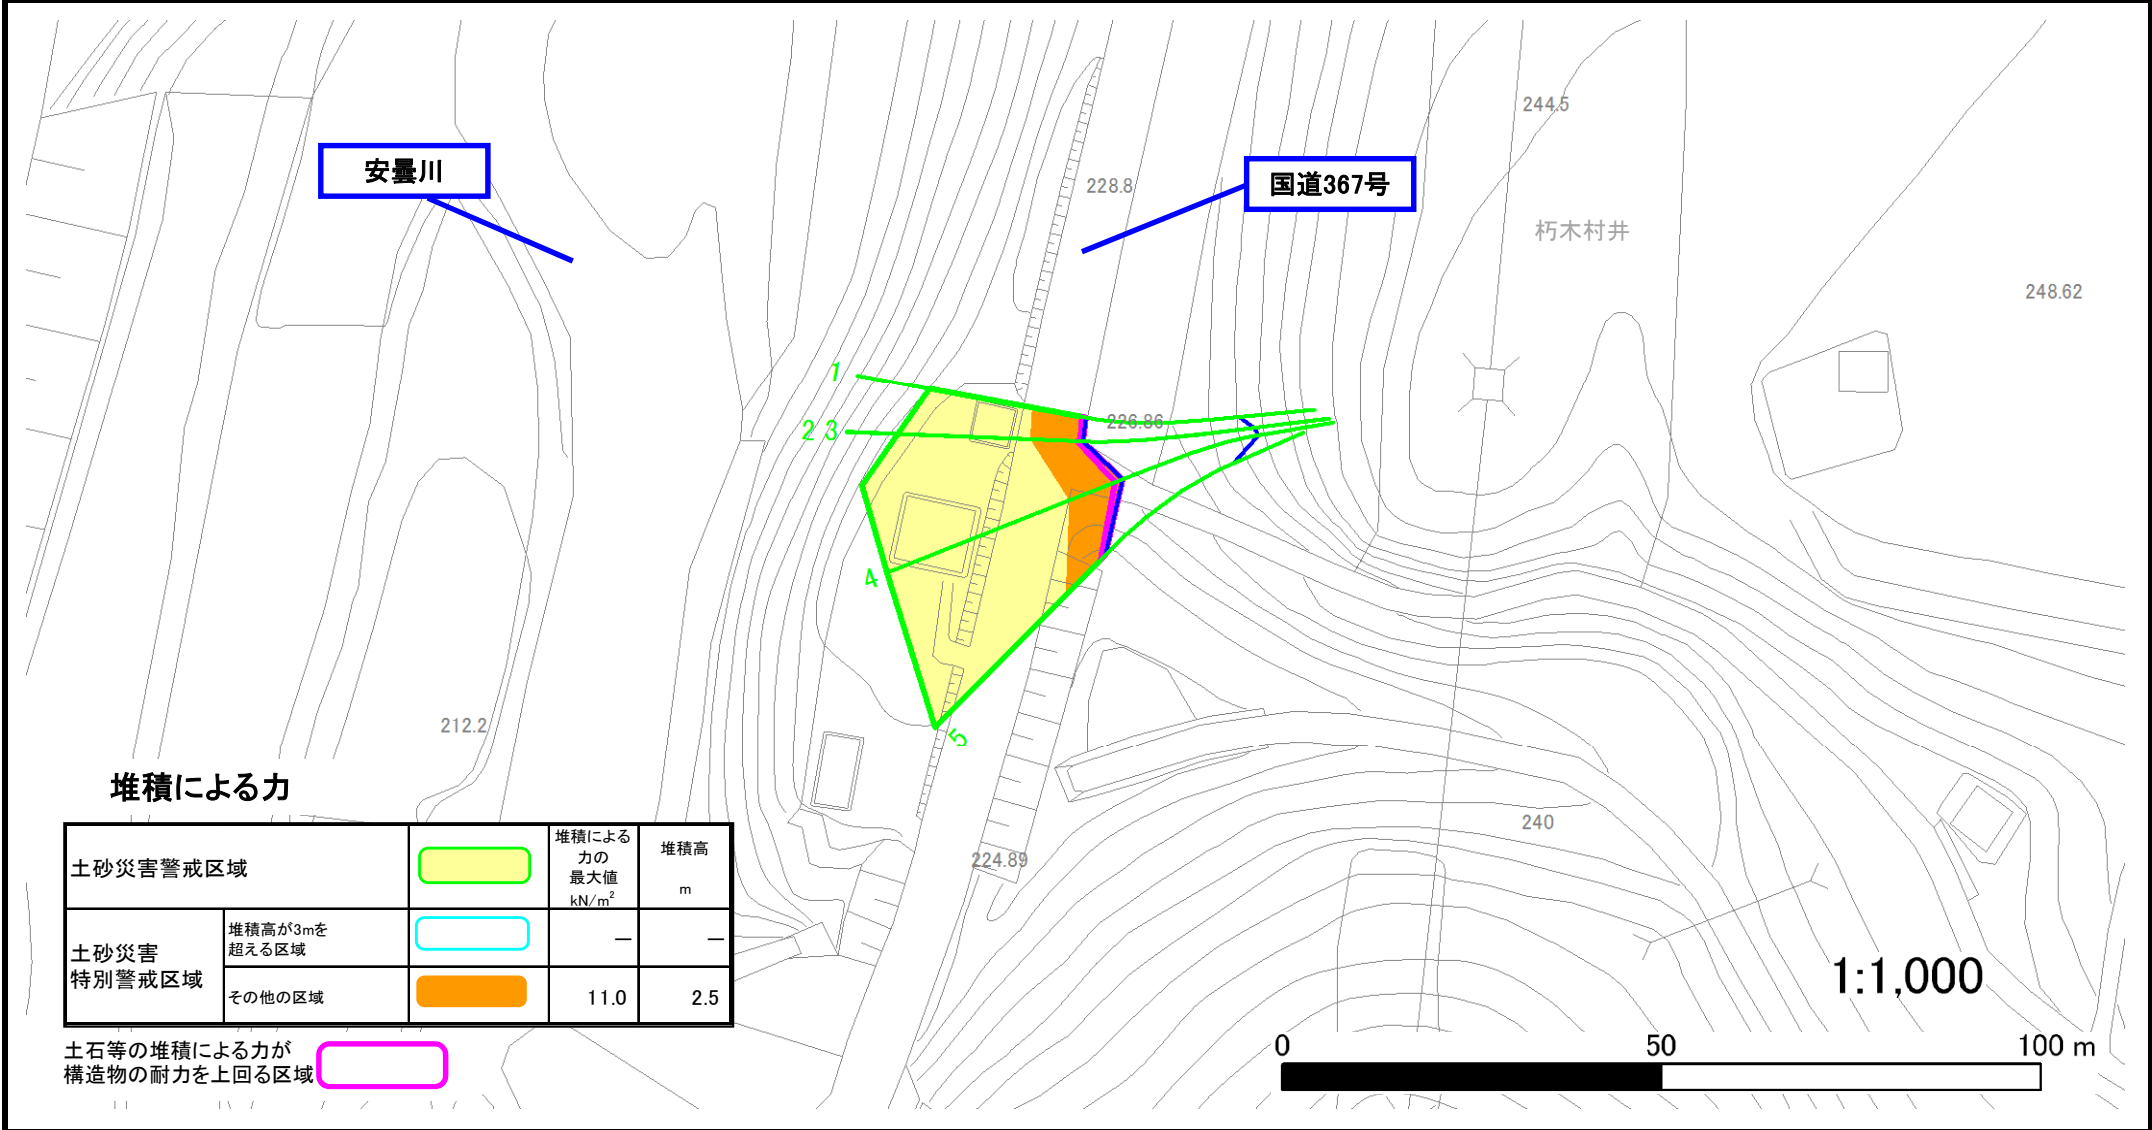 244.5
安曇川
228.8
国道367号
朽木村井
248.62
1
226.86
2 3
4
5
212.2
240
224.89
堆積による力
土砂災害警戒区域
堆積による
力の
最大値
kN/m²
堆積高
m
土砂災害
特別警戒区域
堆積高が3mを
超える区域
—
—
その他の区域
11.0
2.5
土石等の堆積による力が
構造物の耐力を上回る区域
1:1,000
0
50
100 m